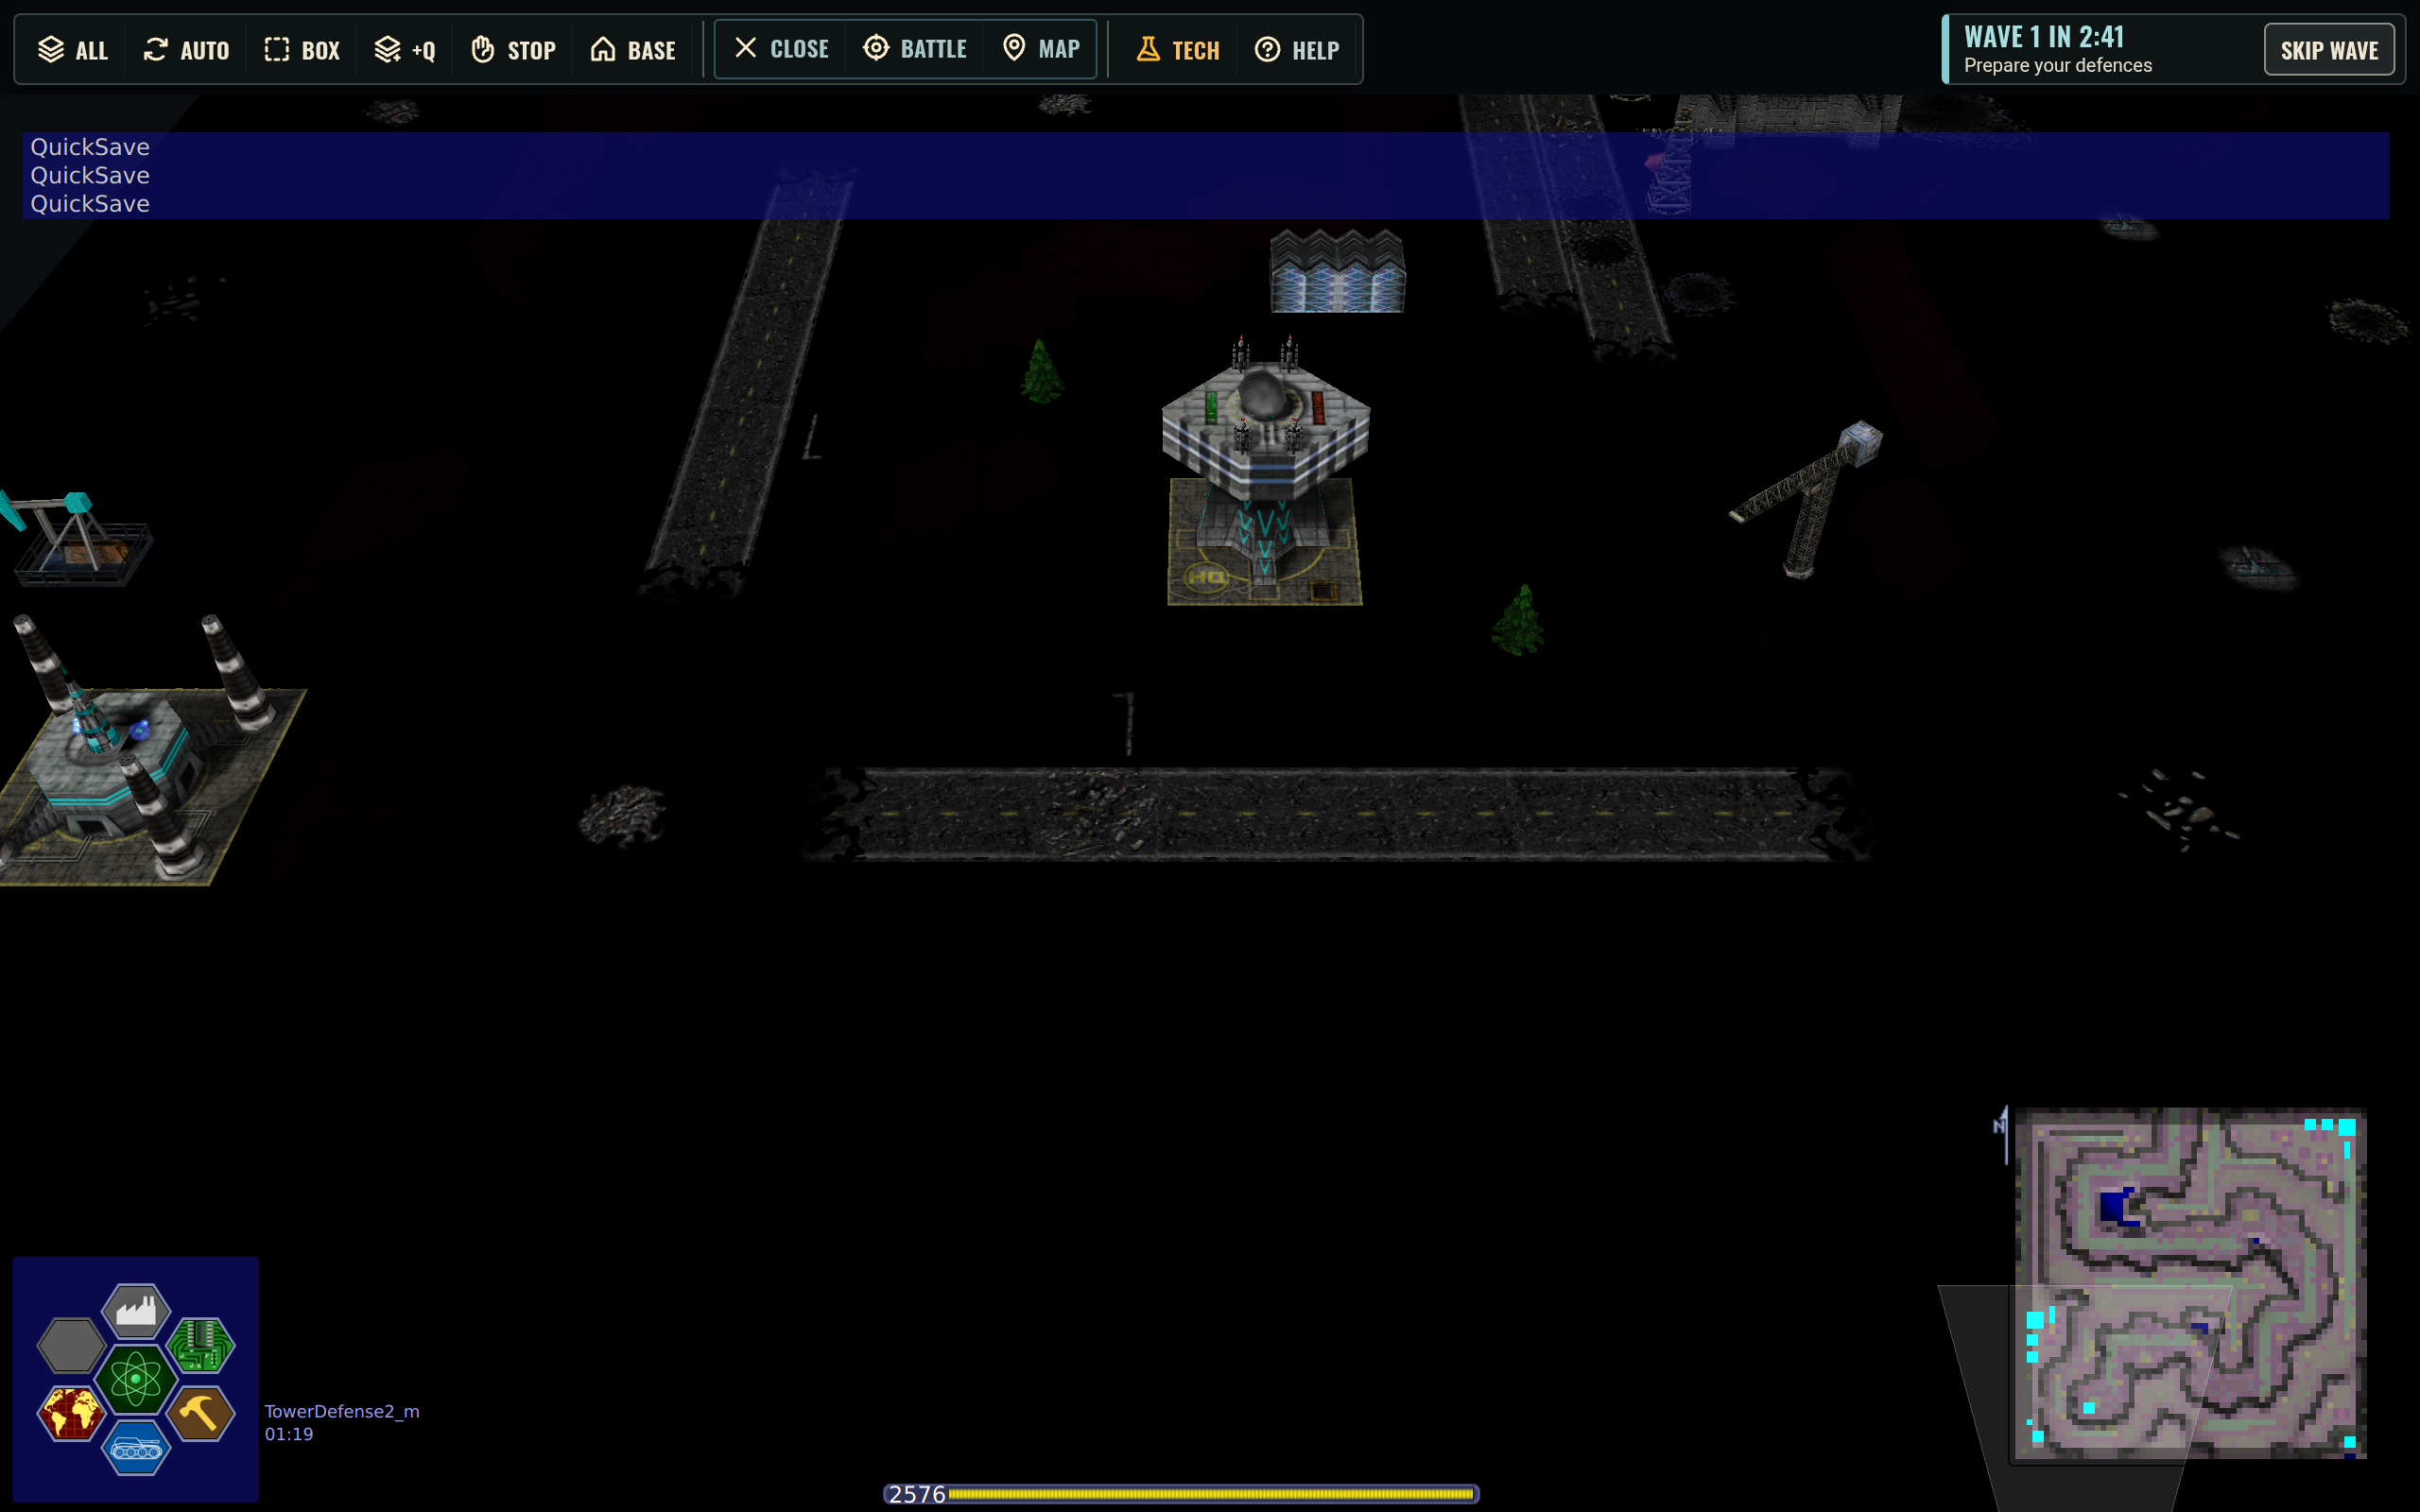 ALL AUTO BOX +Q STOP BASE CLOSE BATTLE MAP TECH HELP
WAVE 1 IN 2:41
Prepare your defences
SKIP WAVE
QuickSave
QuickSave
QuickSave
HQ
N
TowerDefense2_m
01:19
2576